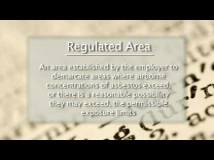 Regulated Area
An area established by the employer to
demarcate areas where airborne
concentrations of asbestos exceed,
or there is a reasonable possibility
they may exceed, the permissible
exposure limits